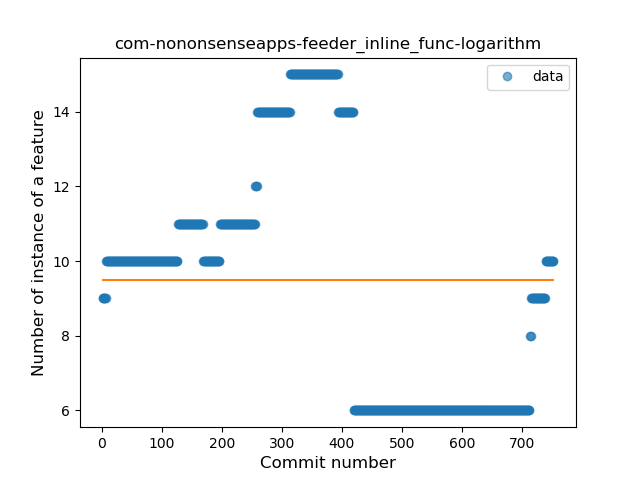 com-nononsenseapps-feeder_inline_func-logarithm
data
Number of instance of a feature
14
12
10
8
6
0 100 200 300 400 500 600 700
Commit number